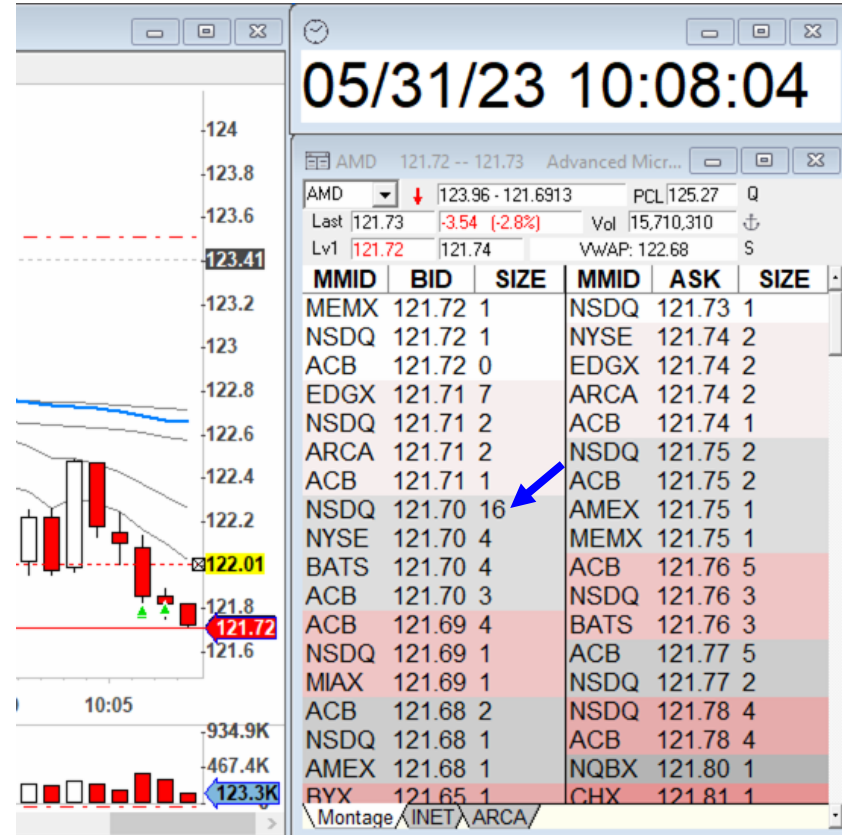 05/31/23 10:08:04
AMD 121.72 -- 121.73 Advanced Micr...
AMD 123.96 - 121.6913 PCL 125.27 Q
Last 121.73 -3.54 (-2.8%) Vol 15,710,310
Lv1 121.72 121.74 VWAP: 122.68 S
MMID BID SIZE MMID ASK SIZE
MEMX 121.72 1 NSDQ 121.73 1
NSDQ 121.72 1 NYSE 121.74 2
ACB 121.72 0 EDGX 121.74 2
EDGX 121.71 7 ARCA 121.74 2
NSDQ 121.71 2 ACB 121.74 1
ARCA 121.71 2 NSDQ 121.75 2
ACB 121.71 1 ACB 121.75 2
NSDQ 121.70 16 AMEX 121.75 1
NYSE 121.70 4 MEMX 121.75 1
BATS 121.70 4 ACB 121.76 5
ACB 121.70 3 NSDQ 121.76 3
ACB 121.69 4 BATS 121.76 3
NSDQ 121.69 1 ACB 121.77 5
MIAX 121.69 1 NSDQ 121.77 2
ACB 121.68 2 NSDQ 121.78 4
NSDQ 121.68 1 ACB 121.78 4
AMEX 121.68 1 NQBX 121.80 1
BYX 121.65 1 CHX 121.81 1
Montage INET ARCA
124
123.8
123.6
123.41
123.2
123
122.8
122.6
122.4
122.2
122.01
121.8
121.72
121.6
10:05
934.9K
467.4K
123.3K